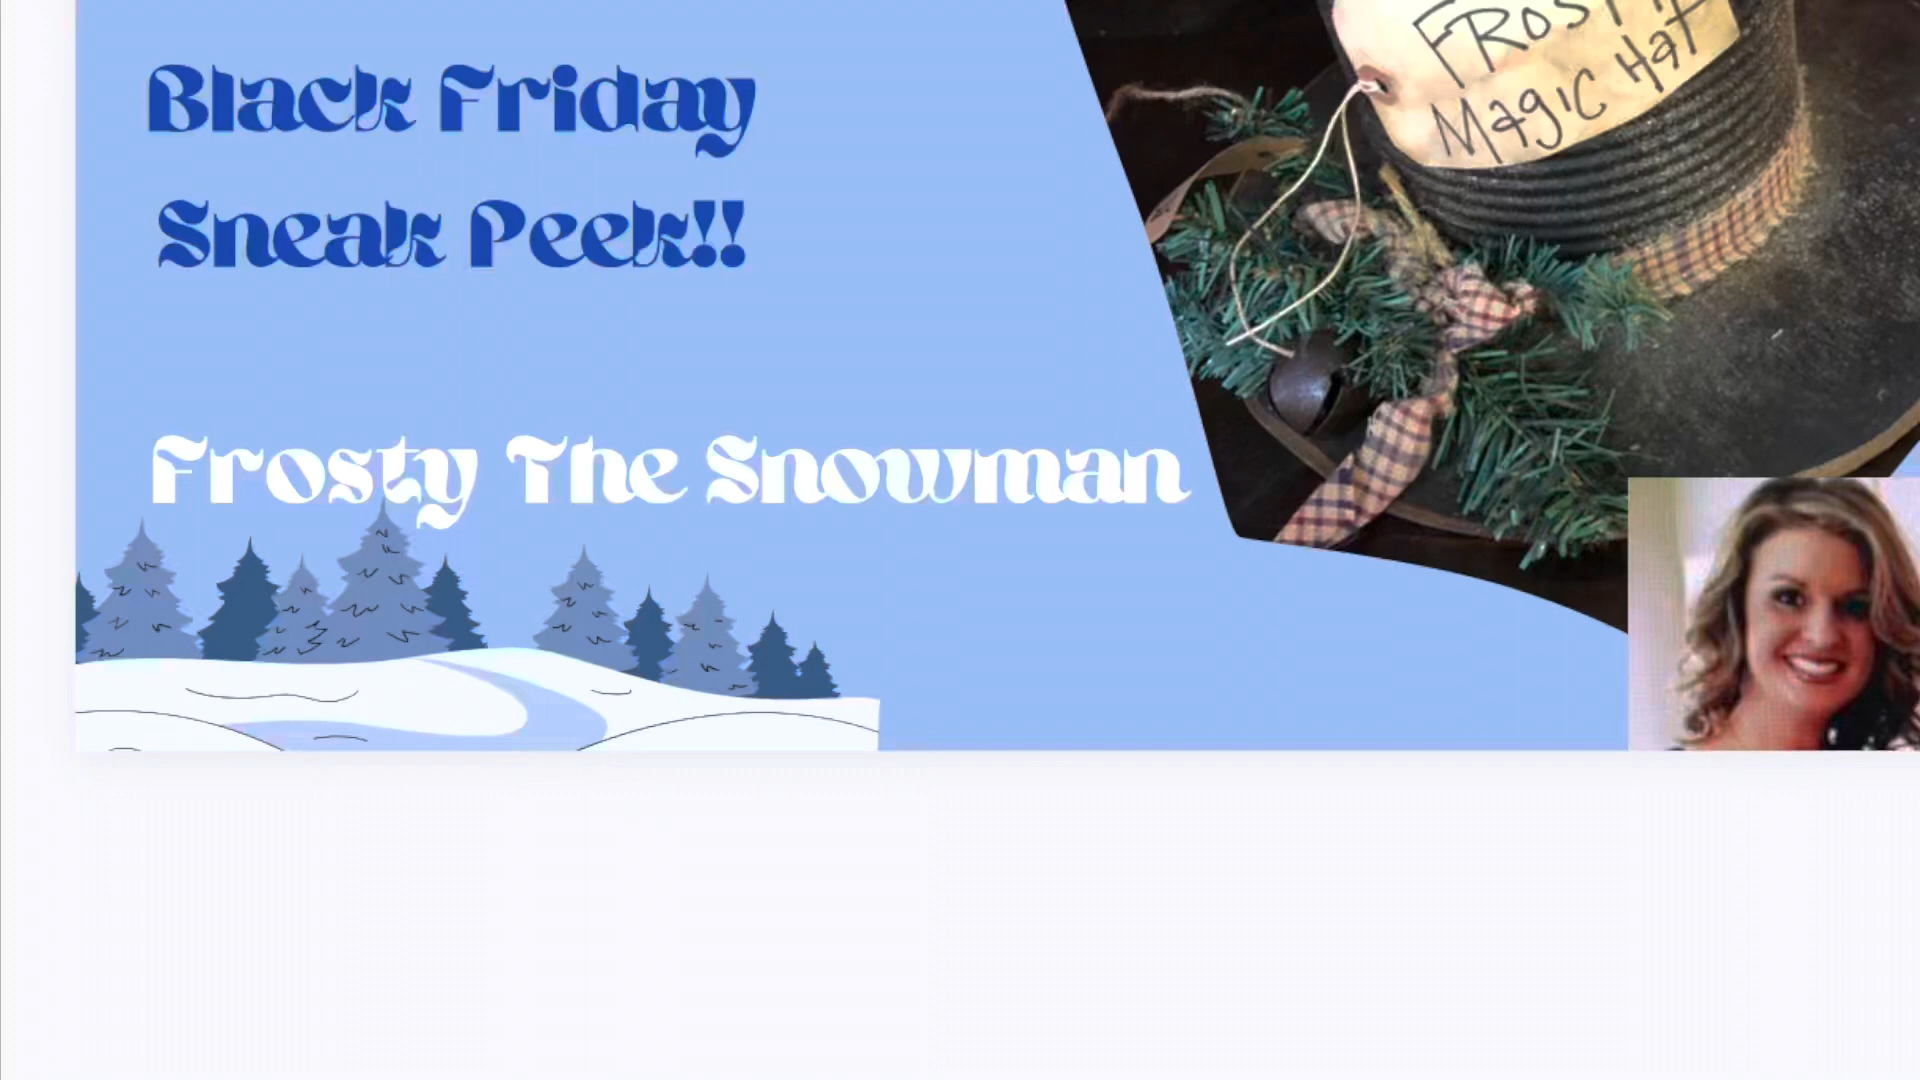 Black Friday
Sneak Peek!!
Frosty The Snowman
Magic Hat